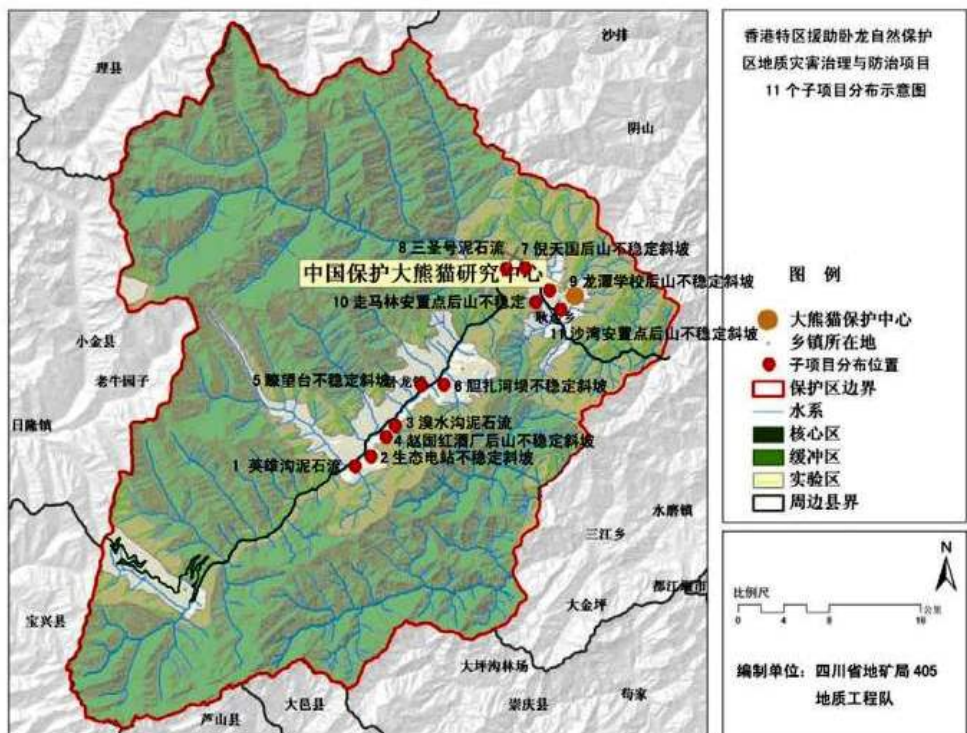 香港特区援助卧龙自然保护
区地质灾害治理与防治项目
11 个子项目分布示意图
沙排
理县
阴山
8 三圣号泥石流
7 倪天国后山不稳定斜坡
中国保护大熊猫研究中心
9 龙潭学校后山不稳定斜坡
10 走马林安置点后山不稳定
11 沙湾安置点后山不稳定斜坡
小金县
老牛园子
5 瞭望台不稳定斜坡
6 胆扎河坝不稳定斜坡
日隆镇
3 溴水沟泥石流
4 赵国红酒厂后山不稳定斜坡
1 英雄沟泥石流
2 生态电站不稳定斜坡
水磨镇
三江乡
都江堰市
宝兴县
大金坪
大坪沟林场
大邑县
芦山县
崇庆县
苟家
图 例
大熊猫保护中心
乡镇所在地
子项目分布位置
保护区边界
水系
核心区
缓冲区
实验区
周边县界
N
比例尺
公里
0 4 8 16
编制单位：四川省地矿局 405
地质工程队